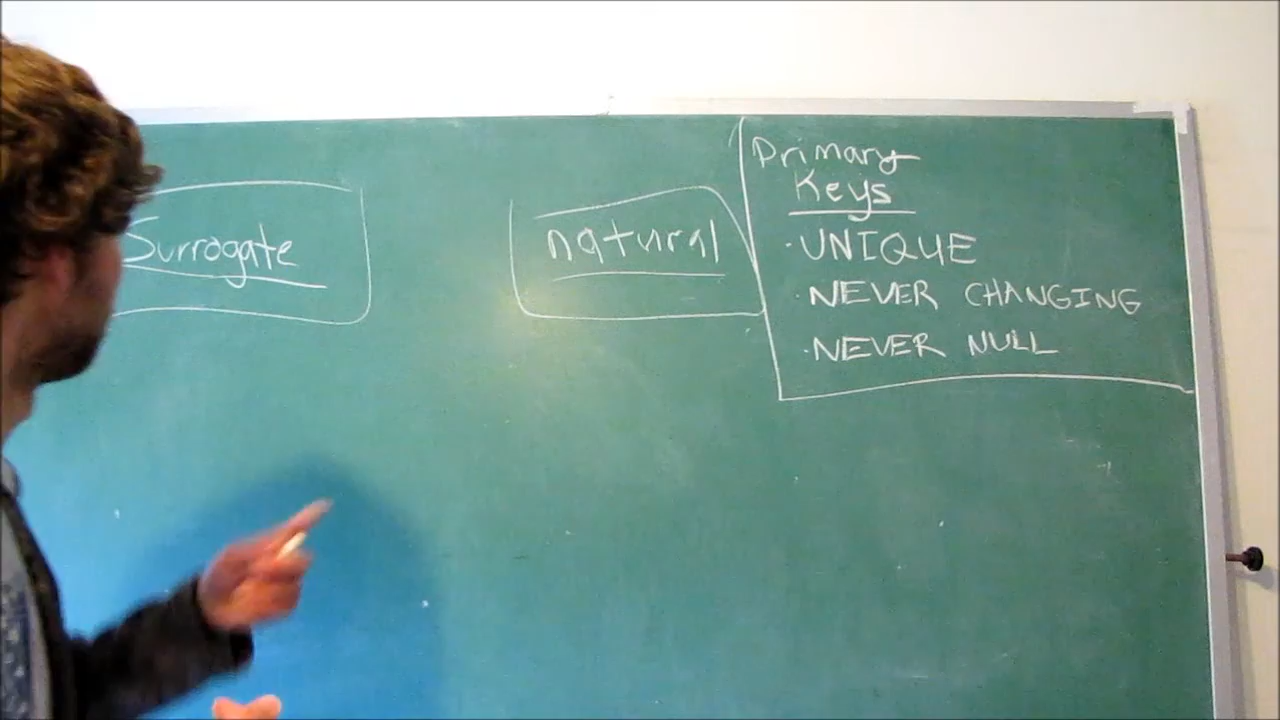 Surrogate
natural
Primary
Keys
· UNIQUE
· NEVER CHANGING
· NEVER NULL